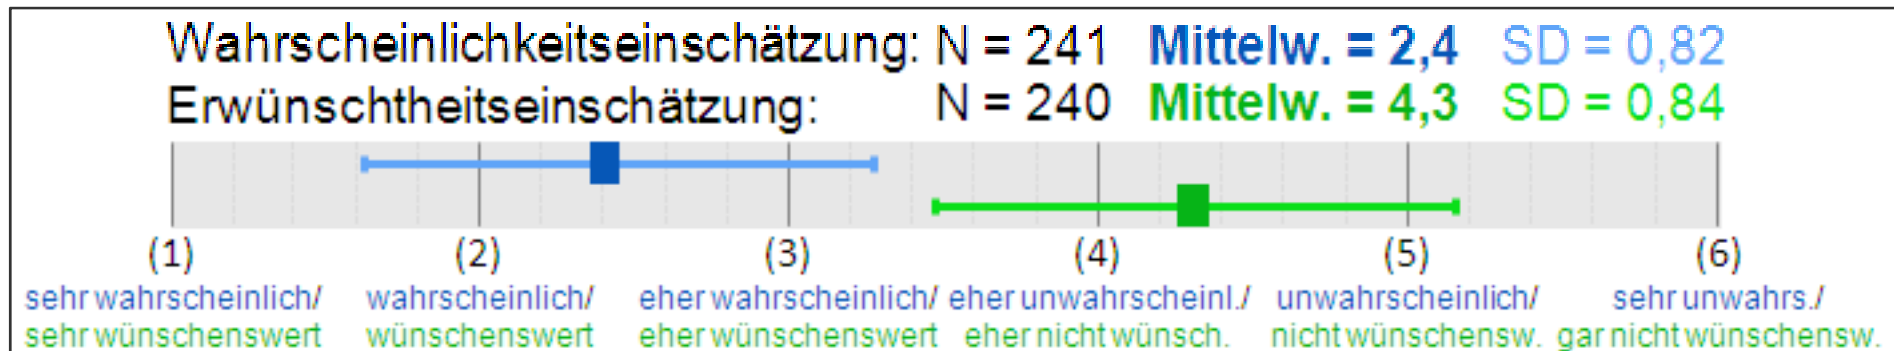 Wahrscheinlichkeitseinschätzung: N = 241 Mittelw. = 2,4 SD = 0,82
Erwünschtheitseinschätzung: N = 240 Mittelw. = 4,3 SD = 0,84
(1) (2) (3) (4) (5) (6)
sehr wahrscheinlich/ wahrscheinlich/ eher wahrscheinlich/ eher unwahrscheinl./ unwahrscheinlich/ sehr unwahrs./
sehr wünschenswert wünschenswert eher wünschenswert eher nicht wünsch. nicht wünschensw. gar nicht wünschensw.